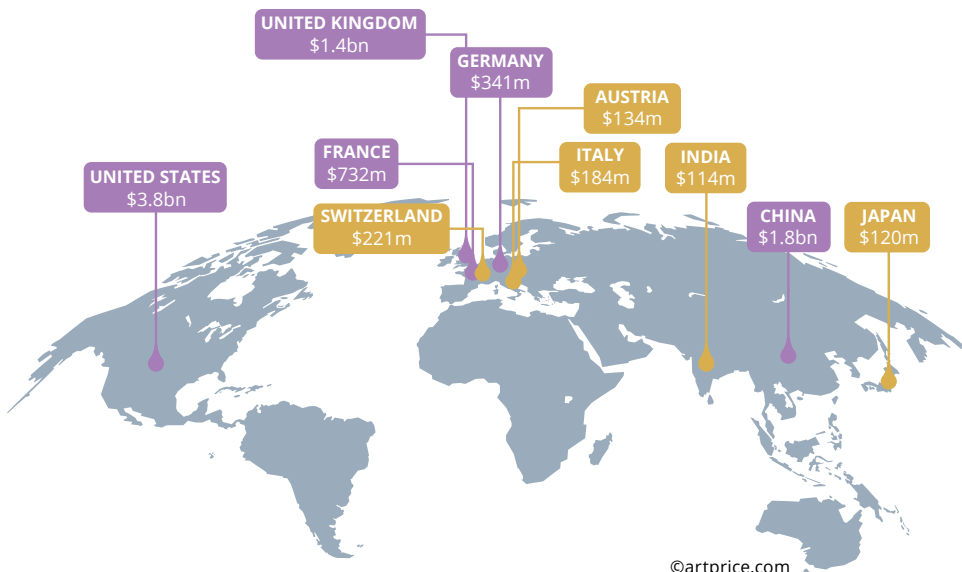 UNITED KINGDOM
$1.4bn
GERMANY
$341m
AUSTRIA
$134m
FRANCE
$732m
ITALY
$184m
INDIA
$114m
UNITED STATES
$3.8bn
SWITZERLAND
$221m
CHINA
$1.8bn
JAPAN
$120m
©artprice.com